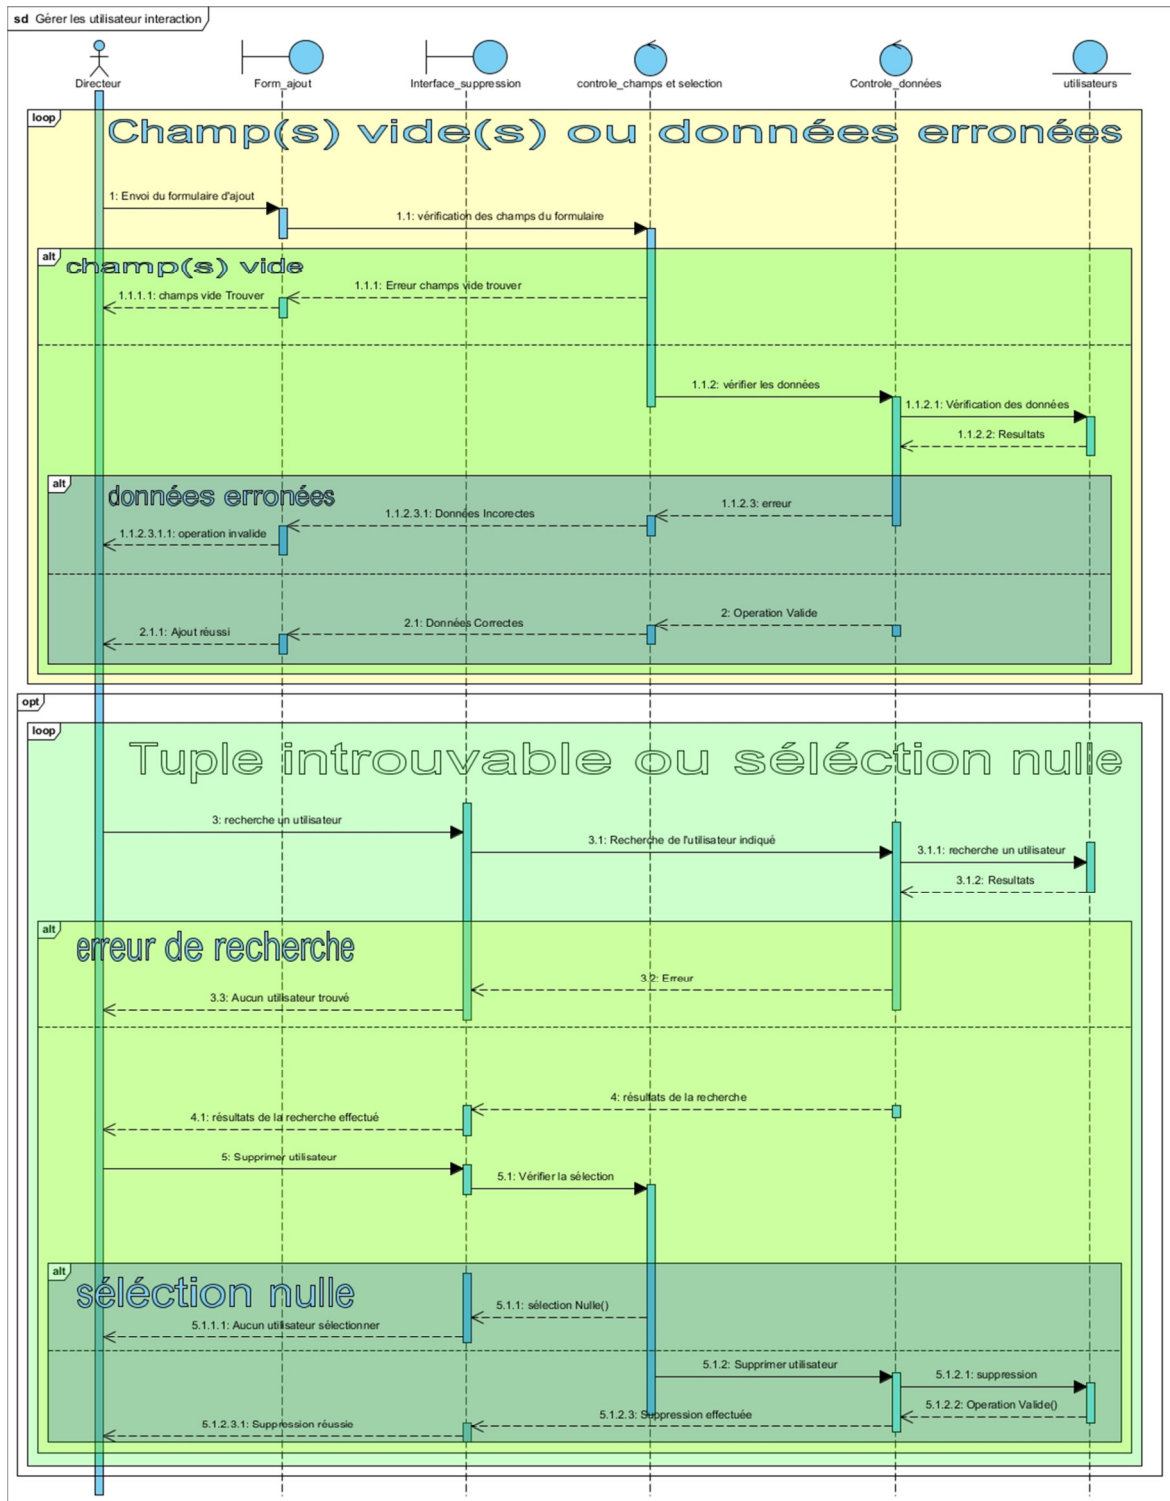 sd Gérer les utilisateur interaction
Directeur
Form_ajout
Interface_suppression
controle_champs et selection
Controle_données
utilisateurs
loop
Champ(s) vide(s) ou données erronées
1: Envoi du formulaire d'ajout
1.1: vérification des champs du formulaire
alt
champ(s) vide
1.1.1: Erreur champs vide trouver
1.1.1.1: champs vide Trouver
1.1.2: vérifier les données
1.1.2.1: Vérification des données
1.1.2.2: Resultats
alt
données erronées
1.1.2.3: erreur
1.1.2.3.1: Données Incorectes
1.1.2.3.1.1: operation invalide
2: Operation Valide
2.1: Données Correctes
2.1.1: Ajout réussi
opt
loop
Tuple introuvable ou séléction nulle
3: recherche un utilisateur
3.1: Recherche de l'utilisateur indiqué
3.1.1: recherche un utilisateur
3.1.2: Resultats
alt
erreur de recherche
3.2: Erreur
3.3: Aucun utilisateur trouvé
4: résultats de la recherche
4.1: résultats de la recherche effectué
5: Supprimer utilisateur
5.1: Vérifier la sélection
alt
séléction nulle
5.1.1: sélection Nulle()
5.1.1.1: Aucun utilisateur sélectionner
5.1.2: Supprimer utilisateur
5.1.2.1: suppression
5.1.2.2: Operation Valide()
5.1.2.3: Suppression effectuée
5.1.2.3.1: Suppression réussie